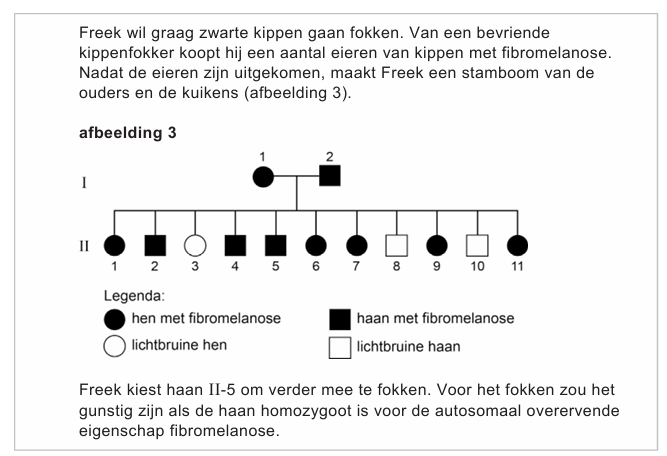 Freek wil graag zwarte kippen gaan fokken. Van een bevriende
kippenfokker koopt hij een aantal eieren van kippen met fibromelanose.
Nadat de eieren zijn uitgekomen, maakt Freek een stamboom van de
ouders en de kuikens (afbeelding 3).
afbeelding 3
1 2
I
II
1 2 3 4 5 6 7 8 9 10 11
Legenda:
hen met fibromelanose haan met fibromelanose
lichtbruine hen lichtbruine haan
Freek kiest haan II-5 om verder mee te fokken. Voor het fokken zou het
gunstig zijn als de haan homozygoot is voor de autosomaal overervende
eigenschap fibromelanose.